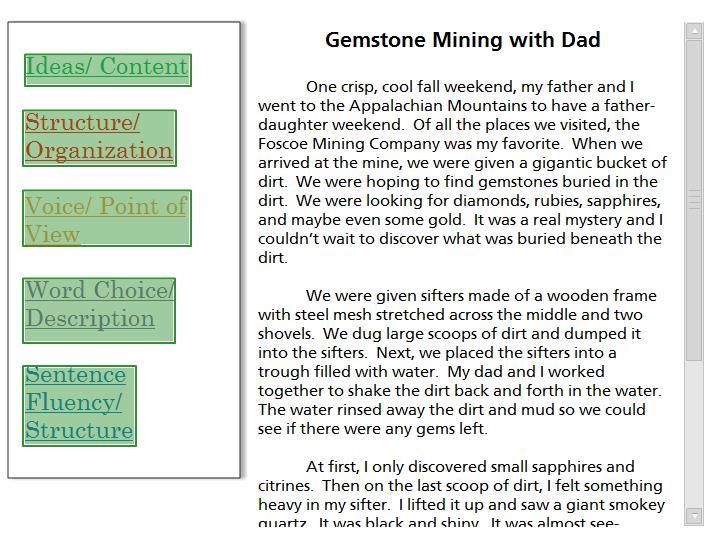 Ideas/ Content
Structure/
Organization
Voice/ Point of
View
Word Choice/
Description
Sentence
Fluency/
Structure
Gemstone Mining with Dad
One crisp, cool fall weekend, my father and I
went to the Appalachian Mountains to have a father-
daughter weekend.  Of all the places we visited, the
Foscoe Mining Company was my favorite.  When we
arrived at the mine, we were given a gigantic bucket of
dirt.  We were hoping to find gemstones buried in the
dirt.  We were looking for diamonds, rubies, sapphires,
and maybe even some gold.  It was a real mystery and I
couldn't wait to discover what was buried beneath the
dirt.
We were given sifters made of a wooden frame
with steel mesh stretched across the middle and two
shovels.  We dug large scoops of dirt and dumped it
into the sifters.  Next, we placed the sifters into a
trough filled with water.  My dad and I worked
together to shake the dirt back and forth in the water.
The water rinsed away the dirt and mud so we could
see if there were any gems left.
At first, I only discovered small sapphires and
citrines.  Then on the last scoop of dirt, I felt something
heavy in my sifter.  I lifted it up and saw a giant smokey
quartz.  It was black and shiny.  It was almost see-